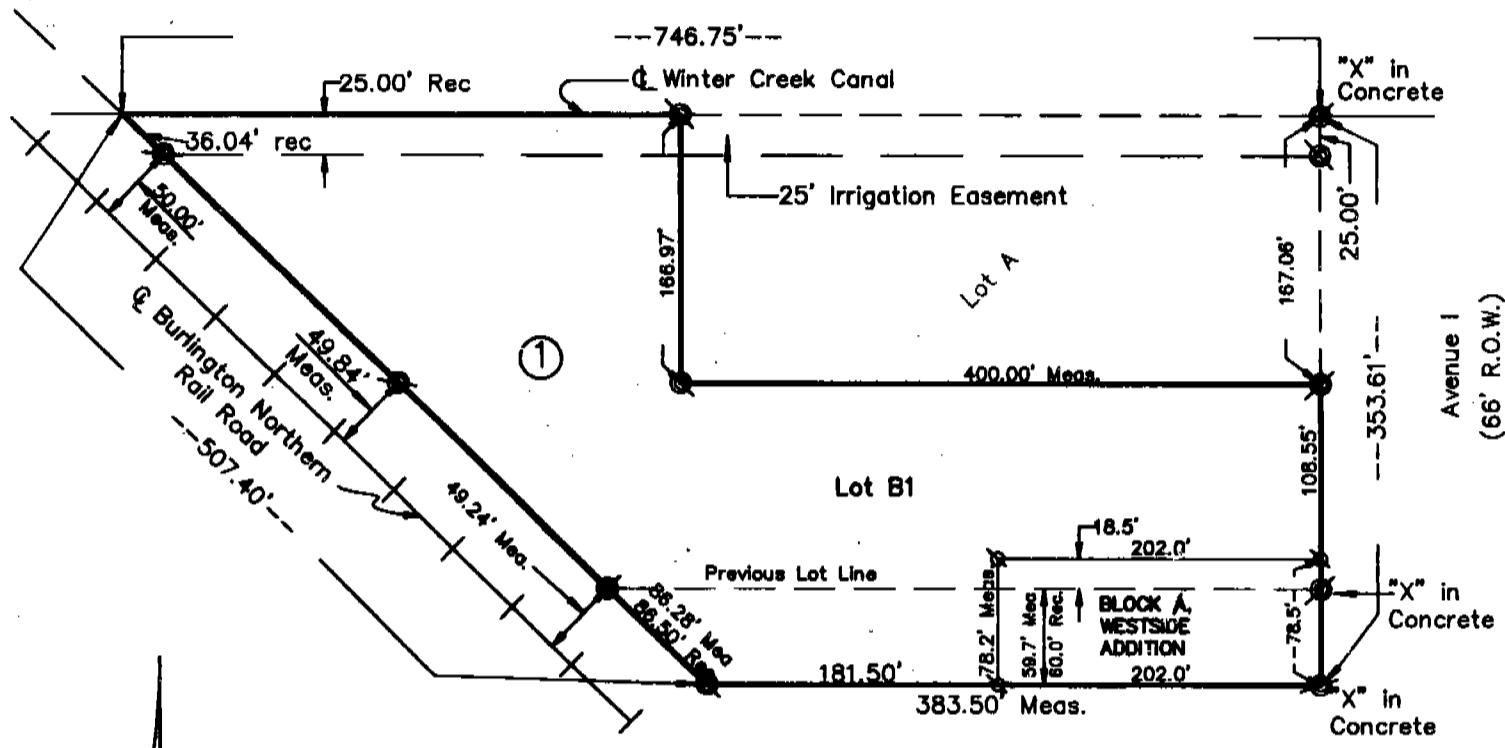 ---746.75'---
"X" in
Concrete
25.00' Rec
℄ Winter Creek Canal
36.04' rec
25' Irrigation Easement
50.00'
Meas.
166.97'
Lot A
167.06'
25.00'
Avenue I
(66' R.O.W.)
---353.61'---
℄ Burlington Northern
Rail Road
49.84'
Meas.
1
400.00' Meas.
---507.40'---
108.55'
Lot B1
49.24' Mea.
18.5'
202.0'
Previous Lot Line
86.28' Mea
86.50' Rec
78.2' Meas.
59.7' Mea
60.0' Rec.
BLOCK A,
WESTSIDE
ADDITION
-78.5'-
"X" in
Concrete
181.50'
202.0'
383.50' Meas.
"X" in
Concrete